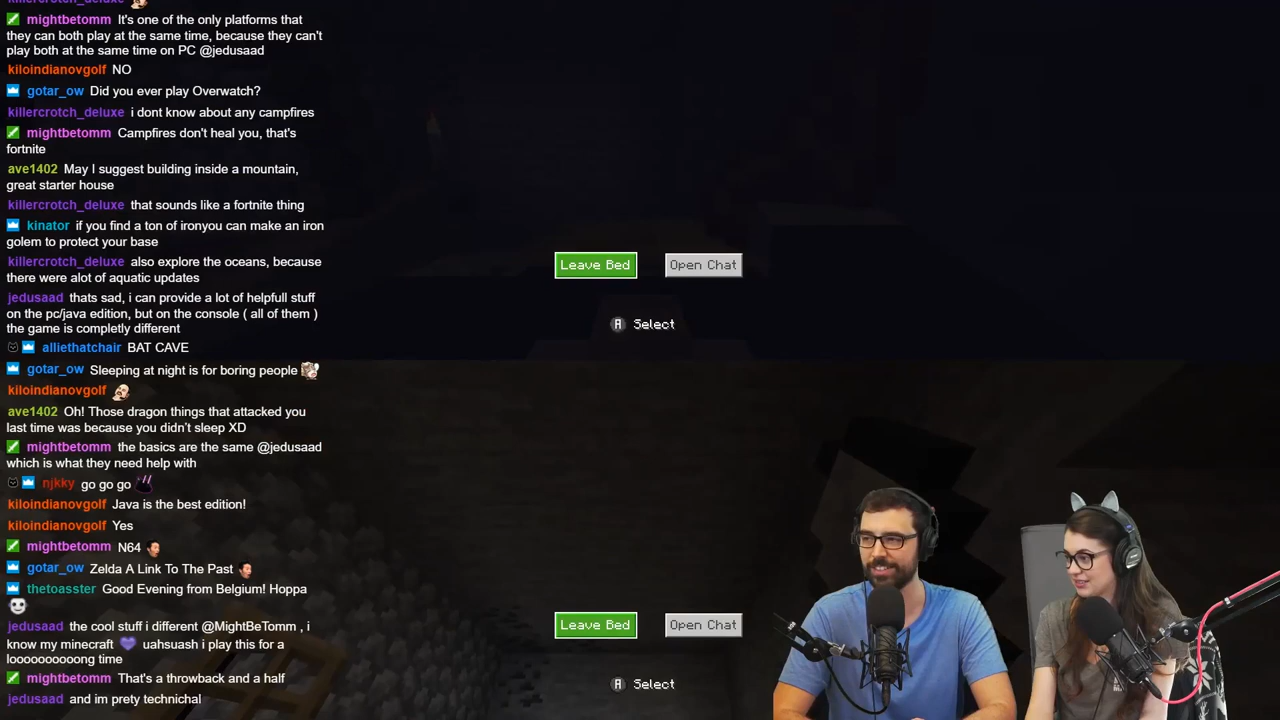 killercrotch_deluxe
mightbetomm It's one of the only platforms that
they can both play at the same time, because they can't
play both at the same time on PC @jedusaad
kiloindianovgolf NO
gotar_ow Did you ever play Overwatch?
killercrotch_deluxe i dont know about any campfires
mightbetomm Campfires don't heal you, that's
fortnite
ave1402 May I suggest building inside a mountain,
great starter house
killercrotch_deluxe that sounds like a fortnite thing
kinator if you find a ton of ironyou can make an iron
golem to protect your base
killercrotch_deluxe also explore the oceans, because
there were alot of aquatic updates
jedusaad thats sad, i can provide a lot of helpfull stuff
on the pc/java edition, but on the console ( all of them )
the game is completly different
alliethatchair BAT CAVE
gotar_ow Sleeping at night is for boring people
kiloindianovgolf
ave1402 Oh! Those dragon things that attacked you
last time was because you didn't sleep XD
mightbetomm the basics are the same @jedusaad
which is what they need help with
njkky go go go
kiloindianovgolf Java is the best edition!
kiloindianovgolf Yes
mightbetomm N64
gotar_ow Zelda A Link To The Past
thetoasster Good Evening from Belgium! Hoppa
jedusaad the cool stuff i different @MightBeTomm , i
know my minecraft uahsuash i play this for a
looooooooong time
mightbetomm That's a throwback and a half
jedusaad and im prety technichal
Leave Bed Open Chat
A Select
Leave Bed Open Chat
A Select